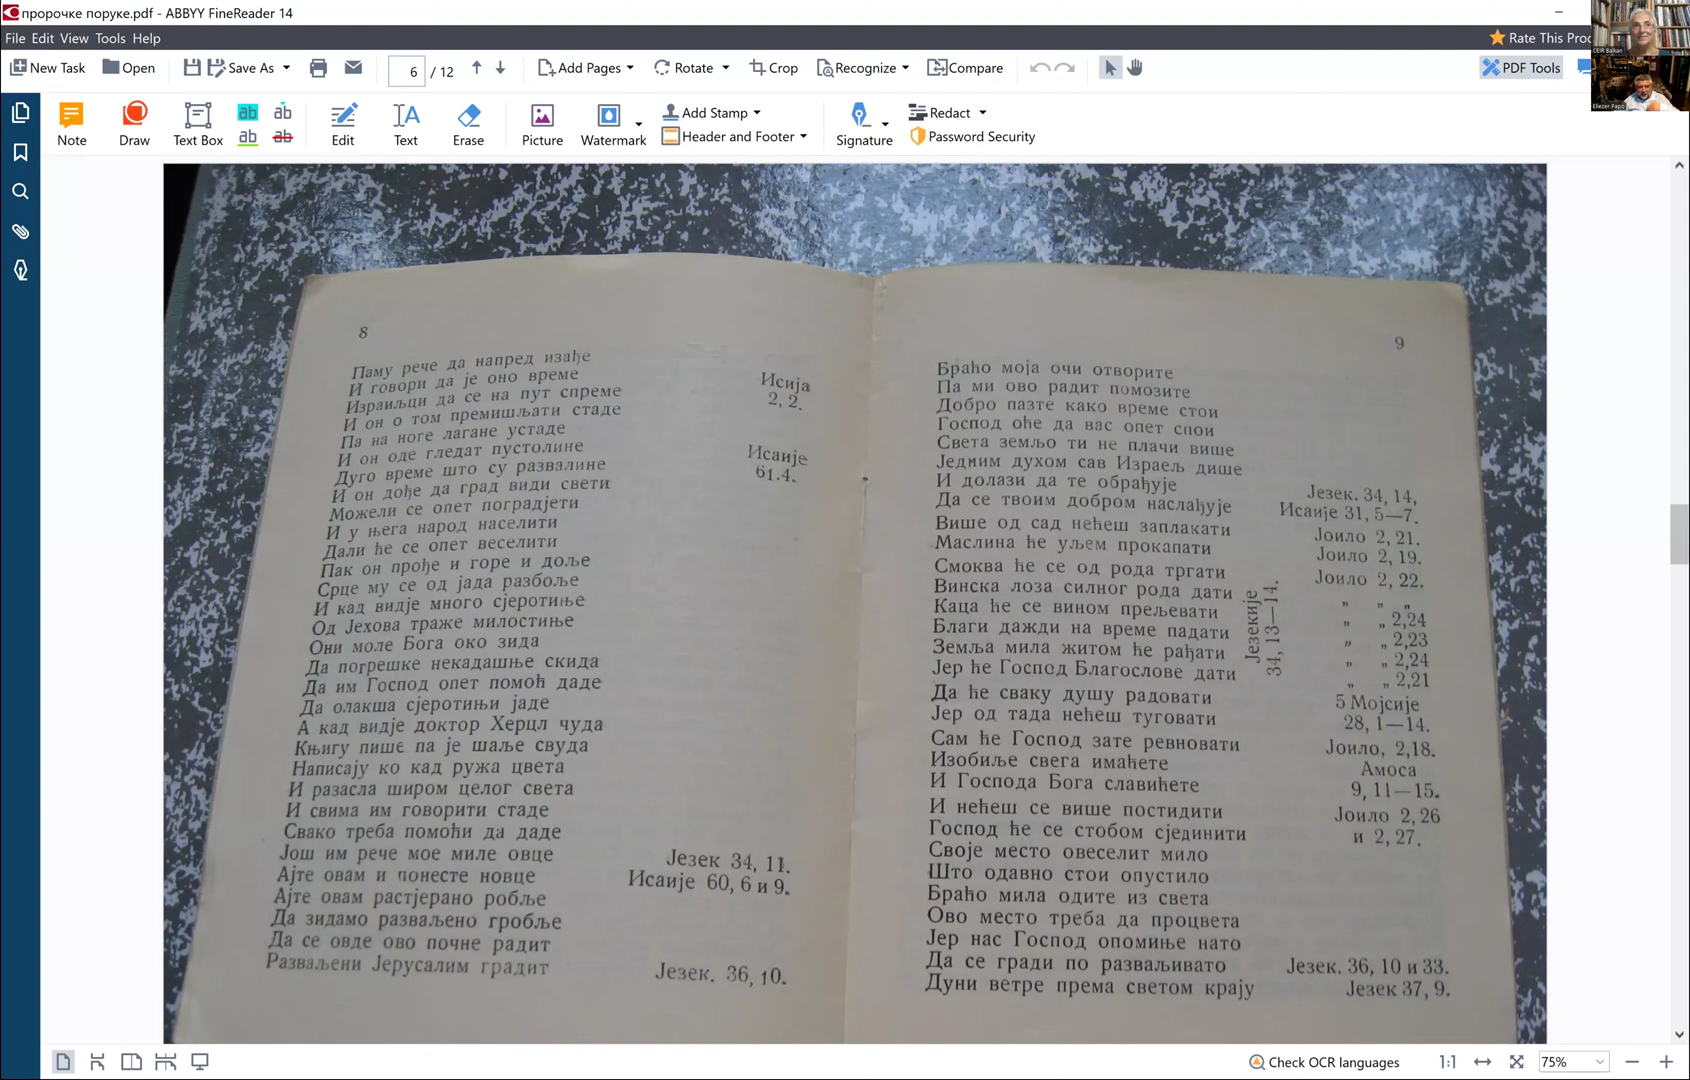 пророчке поруке.pdf - ABBYY FineReader 14
File Edit View Tools Help
Rate This Proc
New Task Open Save As 6 / 12 Add Pages Rotate Crop Recognize Compare PDF Tools
Note Draw Text Box ab ab ab ab Edit Text Erase Picture Watermark Add Stamp Header and Footer Signature Redact Password Security
CEIR Balkan
Eliezer Papo
8
Паму рече да напред изађе
И говори да је оно време
Израиљци да се на пут спреме
И он о том премишљати стаде
Па на ноге лагане устаде
И он оде гледат пустолине
Дуго време што су развалине
И он дође да град види свети
Можели се опет поградјети
И у њега народ населити
Дали ће се опет веселити
Пак он прође и горе и доље
Срце му се од јада разбоље
И кад видје много сјеротиње
Од Јехова траже милостиње
Они моле Бога око зида
Да погрешке некадашње скида
Да им Господ опет помоћ даде
Да олакша сјеротињи јаде
А кад видје доктор Херцл чуда
Књигу пише па је шаље свуда
Написају ко кад ружа цвета
И разасла широм целог света
И свима им говорити стаде
Свако треба помоћи да даде
Још им рече мое миле овце
Ајте овам и понесте новце
Ајте овам растјерано робље
Да зидамо разваљено гробље
Да се овде ово почне радит
Разваљени Јерусалим градит
Исија
2, 2.
Исаије
61.4.
Језек 34, 11.
Исаије 60, 6 и 9.
Језек. 36, 10.
9
Браћо моја очи отворите
Па ми ово радит помозите
Добро пазте како време стои
Господ оће да вас опет спои
Света земљо ти не плачи више
Једним духом сав Израељ дише
И долази да те обрађује
Да се твоим добром наслађује
Више од сад нећеш заплакати
Маслина ће уљем прокапати
Смоква ће се од рода тргати
Винска лоза силног рода дати
Каца ће се вином прељевати
Благи дажди на време падати
Земља мила житом ће рађати
Јер ће Господ Благослове дати
Да ће сваку душу радовати
Јер од тада нећеш туговати
Сам ће Господ зате ревновати
Изобиље свега имаћете
И Господа Бога славићете
И нећеш се више постидити
Господ ће се стобом сјединити
Своје место овеселит мило
Што одавно стои опустило
Браћо мила одите из света
Ово место треба да процвета
Јер нас Господ опомиње нато
Да се гради по разваљивато
Дуни ветре према светом крају
Језек. 34, 14,
Исаије 31, 5—7.
Јоило 2, 21.
Јоило 2, 19.
Јоило 2, 22.
„ „ „
„ „ 2,24
„ „ 2,23
„ „ 2,24
„ „ 2,21
Језекије
34, 13—14.
5 Мојсије
28, 1—14.
Јоило, 2,18.
Амоса
9, 11—15.
Јоило 2, 26
и 2, 27.
Језек. 36, 10 и 33.
Језек 37, 9.
Check OCR languages 1:1 75%